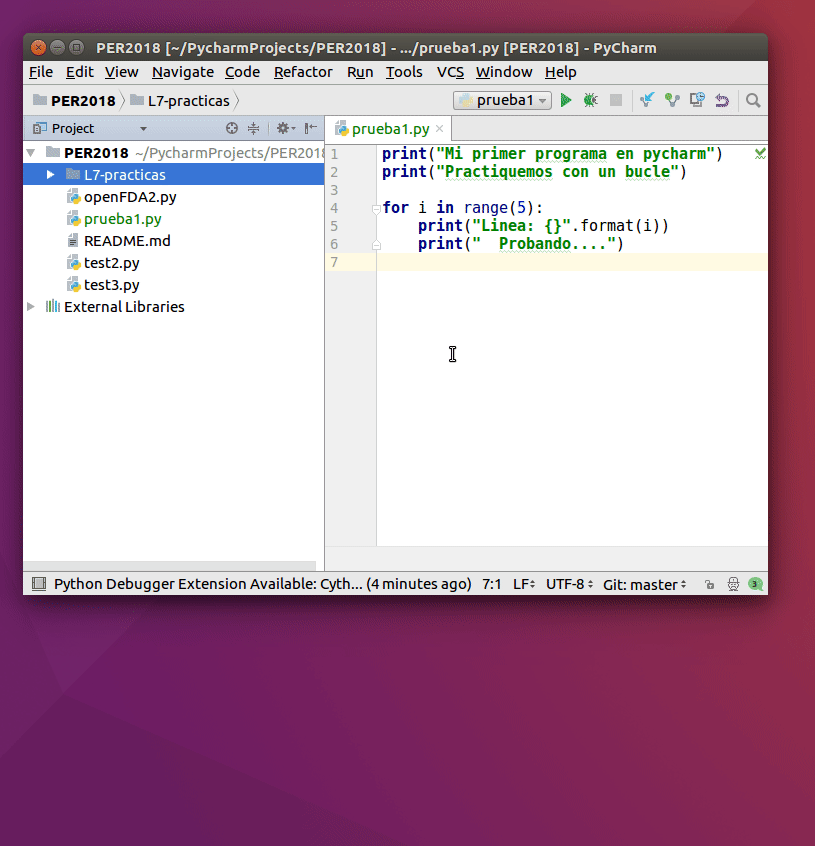 PER2018 [~/PycharmProjects/PER2018] - .../prueba1.py [PER2018] - PyCharm
File Edit View Navigate Code Refactor Run Tools VCS Window Help
PER2018 L7-practicas prueba1
Project prueba1.py
PER2018 ~/PycharmProjects/PER2018
L7-practicas
openFDA2.py
prueba1.py
README.md
test2.py
test3.py
External Libraries
1 print("Mi primer programa en pycharm")
2 print("Practiquemos con un bucle")
3
4 for i in range(5):
5 print("Linea: {}".format(i))
6 print("  Probando....")
7
Python Debugger Extension Available: Cyth... (4 minutes ago) 7:1 LF UTF-8 Git: master 3